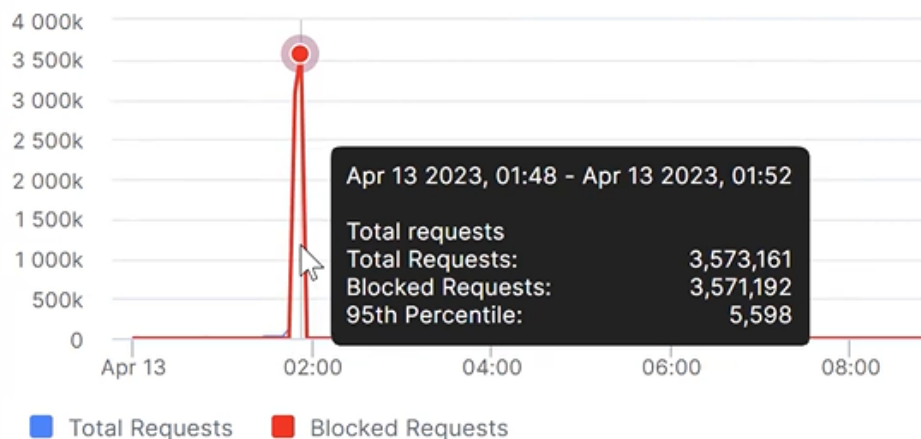 4 000k
3 500k
3 000k
2 500k
2 000k
1 500k
1 000k
500k
0
Apr 13 2023, 01:48 - Apr 13 2023, 01:52
Total requests
Total Requests: 3,573,161
Blocked Requests: 3,571,192
95th Percentile: 5,598
Apr 13 02:00 04:00 06:00 08:00
Total Requests Blocked Requests